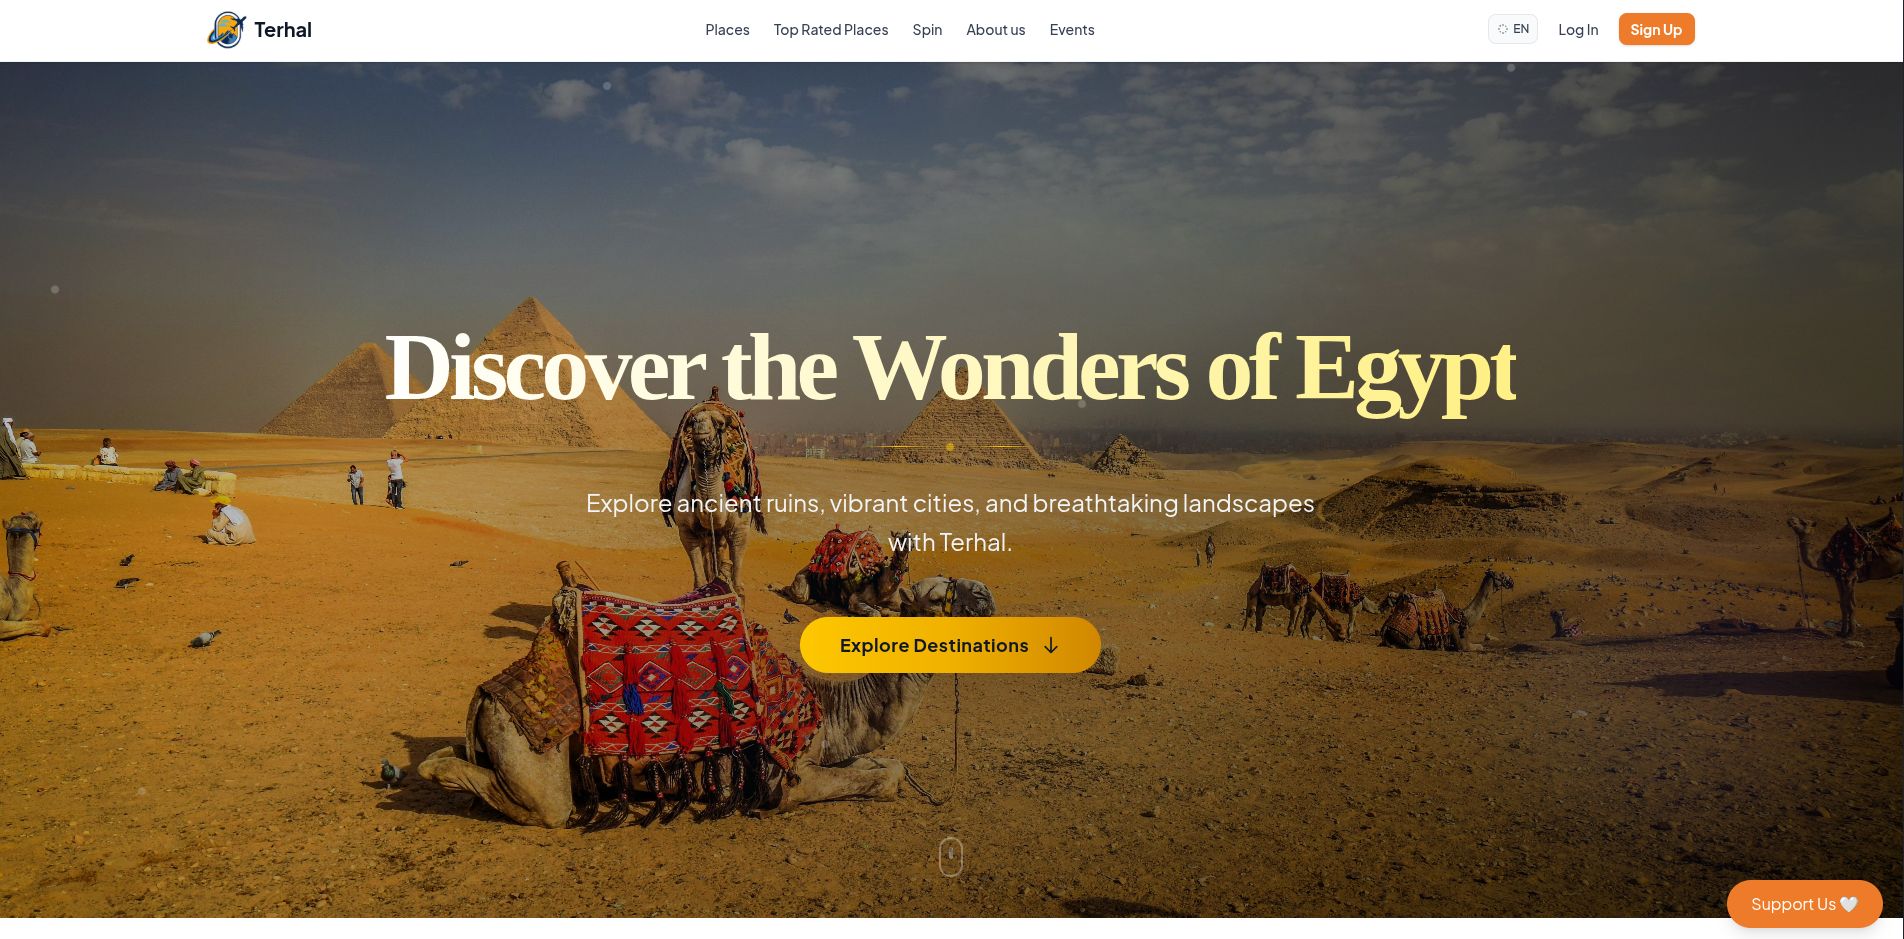 Terhal
Places
Top Rated Places
Spin
About us
Events
EN
Log In
Sign Up
Discover the Wonders of Egypt
Explore ancient ruins, vibrant cities, and breathtaking landscapes
with Terhal.
Explore Destinations ↓
Support Us 🤍